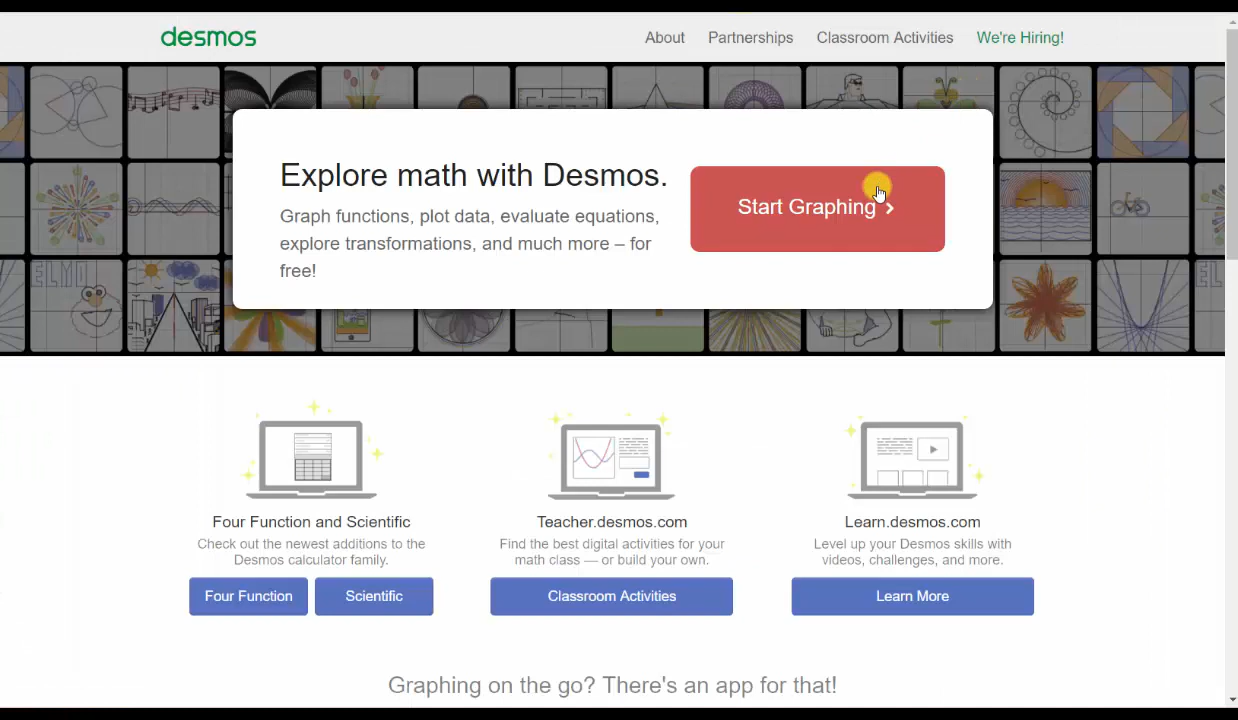 desmos
About Partnerships Classroom Activities We're Hiring!
Explore math with Desmos.
Graph functions, plot data, evaluate equations,
explore transformations, and much more – for
free!
Start Graphing
ELMO
Four Function and Scientific
Check out the newest additions to the
Desmos calculator family.
Four Function Scientific
Teacher.desmos.com
Find the best digital activities for your
math class — or build your own.
Classroom Activities
Learn.desmos.com
Level up your Desmos skills with
videos, challenges, and more.
Learn More
Graphing on the go? There's an app for that!